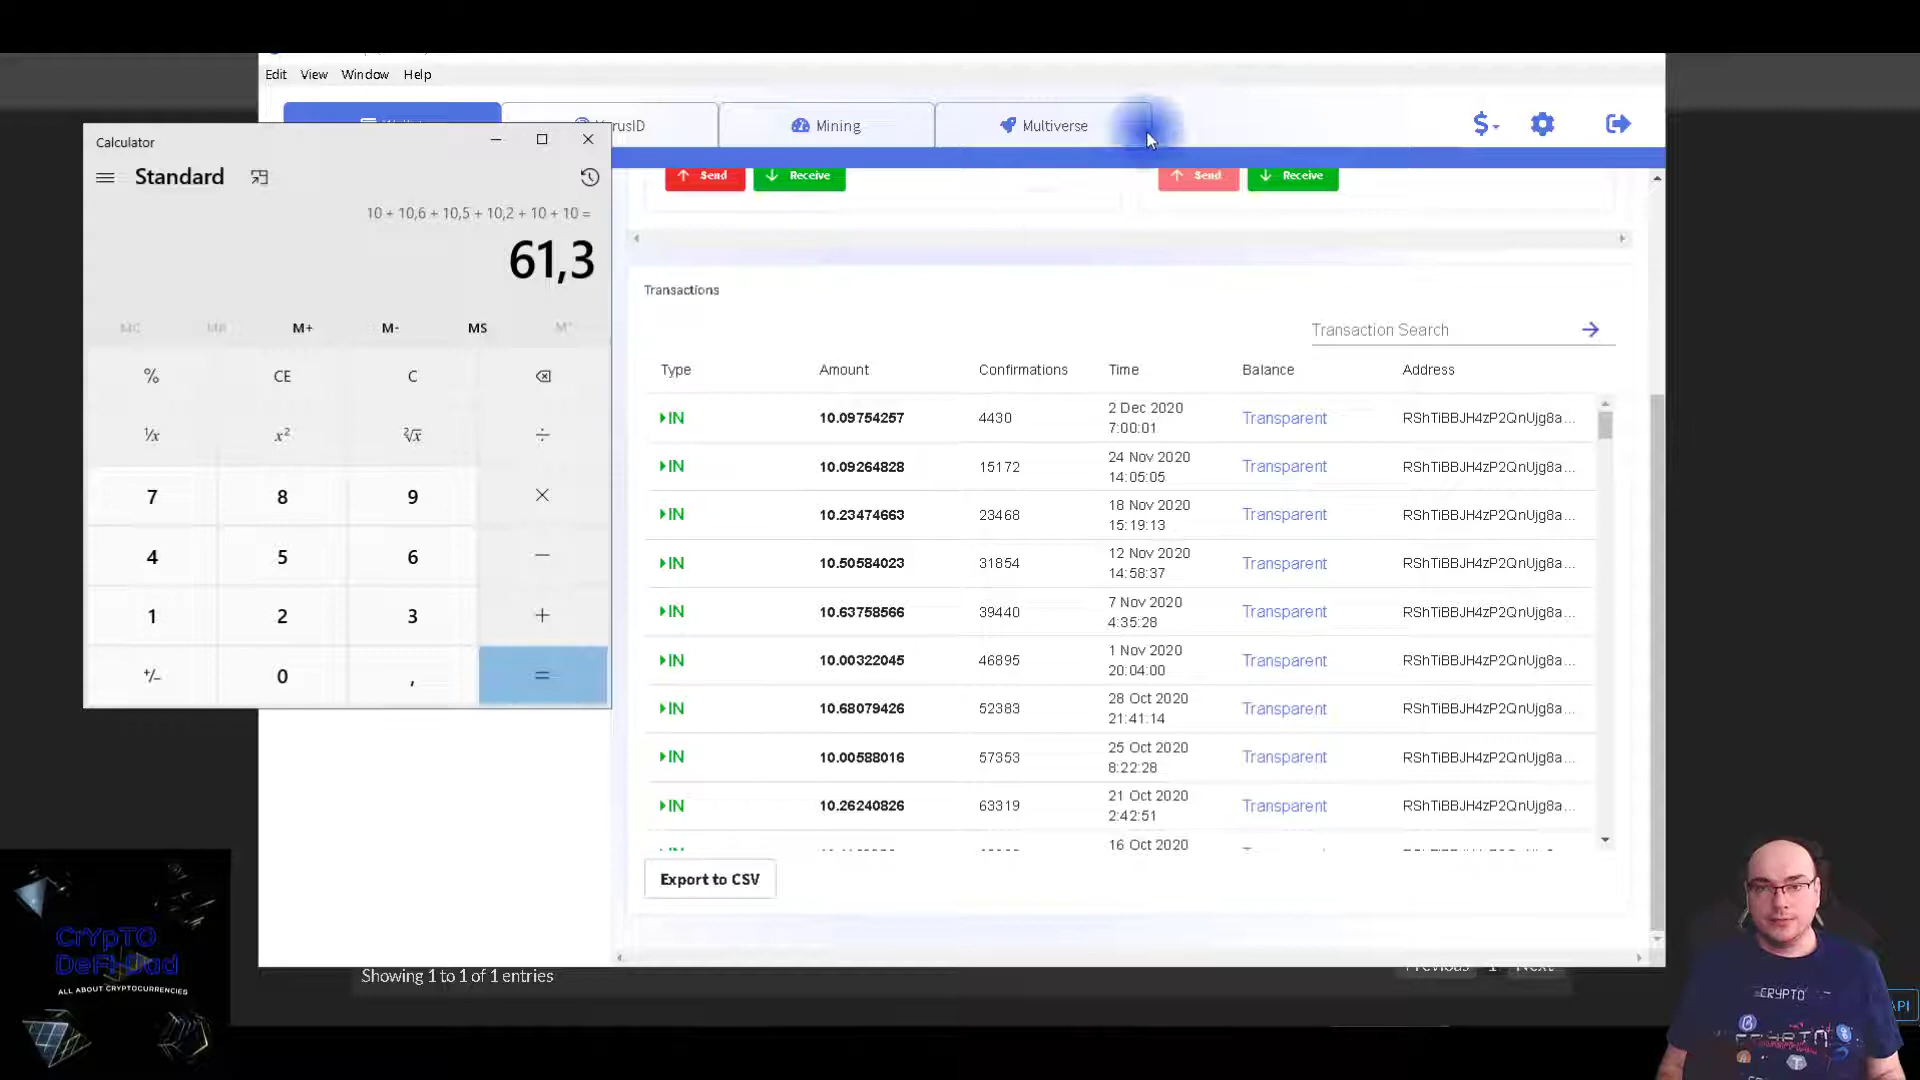 Edit View Window Help
Mining
Multiverse
$
Calculator
Standard
10 + 10,6 + 10,5 + 10,2 + 10 + 10 =
61,3
M+ M- MS
% CE C
⅟x x² ²√x ÷
7 8 9 ×
4 5 6 −
1 2 3 +
+/− 0 , =
Send Receive Send Receive
Transactions
Transaction Search
Type Amount Confirmations Time Balance Address
IN 10.09754257 4430 2 Dec 2020 7:00:01 Transparent RShTiBBJH4zP2QnUjg8a...
IN 10.09264828 15172 24 Nov 2020 14:05:05 Transparent RShTiBBJH4zP2QnUjg8a...
IN 10.23474663 23468 18 Nov 2020 15:19:13 Transparent RShTiBBJH4zP2QnUjg8a...
IN 10.50584023 31854 12 Nov 2020 14:58:37 Transparent RShTiBBJH4zP2QnUjg8a...
IN 10.63758566 39440 7 Nov 2020 4:35:28 Transparent RShTiBBJH4zP2QnUjg8a...
IN 10.00322045 46895 1 Nov 2020 20:04:00 Transparent RShTiBBJH4zP2QnUjg8a...
IN 10.68079426 52383 28 Oct 2020 21:41:14 Transparent RShTiBBJH4zP2QnUjg8a...
IN 10.00588016 57353 25 Oct 2020 8:22:28 Transparent RShTiBBJH4zP2QnUjg8a...
IN 10.26240826 63319 21 Oct 2020 2:42:51 Transparent RShTiBBJH4zP2QnUjg8a...
16 Oct 2020
Export to CSV
Showing 1 to 1 of 1 entries
API
CrYpTO
DeFi Dad
ALL ABOUT CRYPTOCURRENCIES
CRYPTO